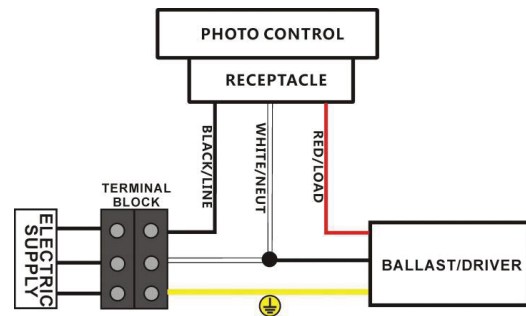 PHOTO CONTROL
RECEPTACLE
BLACK/LINE
WHITE/NEUT
RED/LOAD
TERMINAL
BLOCK
ELECTRIC
SUPPLY
BALLAST/DRIVER